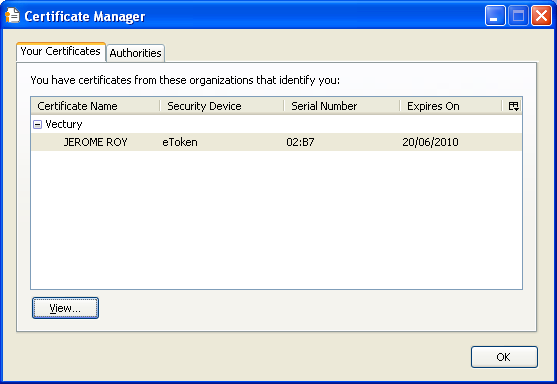 Certificate Manager
Your Certificates Authorities
You have certificates from these organizations that identify you:
Certificate Name Security Device Serial Number Expires On
Vectury
JEROME ROY eToken 02:B7 20/06/2010
View...
OK